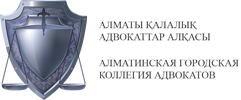 АЛМАТЫ ҚАЛАЛЫҚ
АДВОКАТТАР АЛҚАСЫ
АЛМАТИНСКАЯ ГОРОДСКАЯ
КОЛЛЕГИЯ АДВОКАТОВ